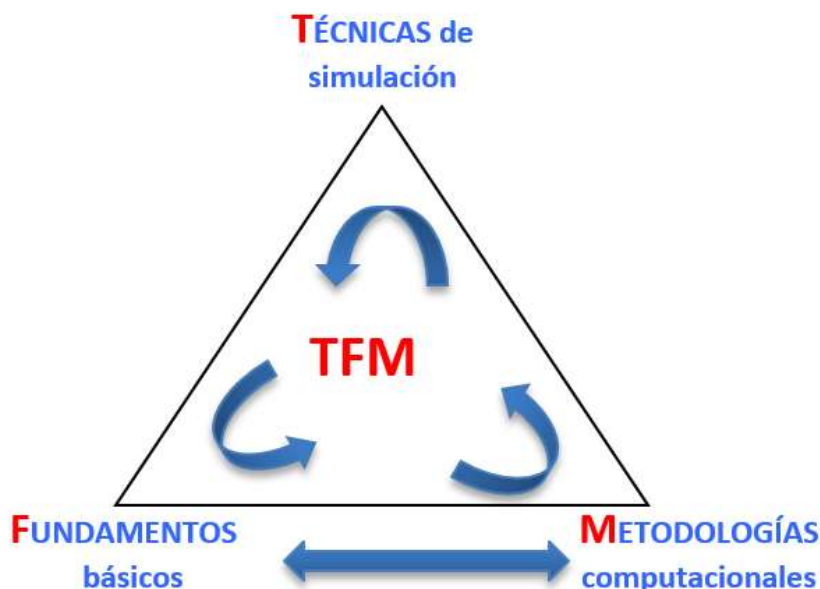 TÉCNICAS de
simulación
TFM
FUNDAMENTOS
básicos
METODOLOGÍAS
computacionales